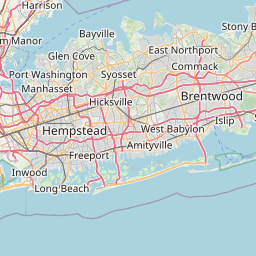 Harrison
Stony B
m Manor
Bayville
Glen Cove
East Northport
Port Washington
Syosset
Commack
Manhasset
Hicksville
Brentwood
Hempstead
West Babylon
Islip
Freeport
Amityville
Inwood
Long Beach